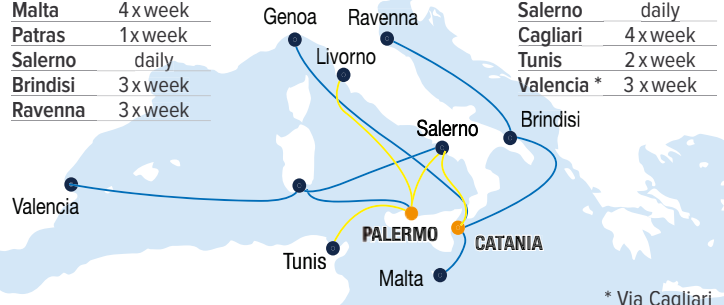 Malta 4 x week
Patras 1 x week
Salerno daily
Brindisi 3 x week
Ravenna 3 x week
Salerno daily
Cagliari 4 x week
Tunis 2 x week
Valencia * 3 x week
Genoa
Ravenna
Livorno
Salerno
Brindisi
Valencia
PALERMO
CATANIA
Tunis
Malta
* Via Cagliari